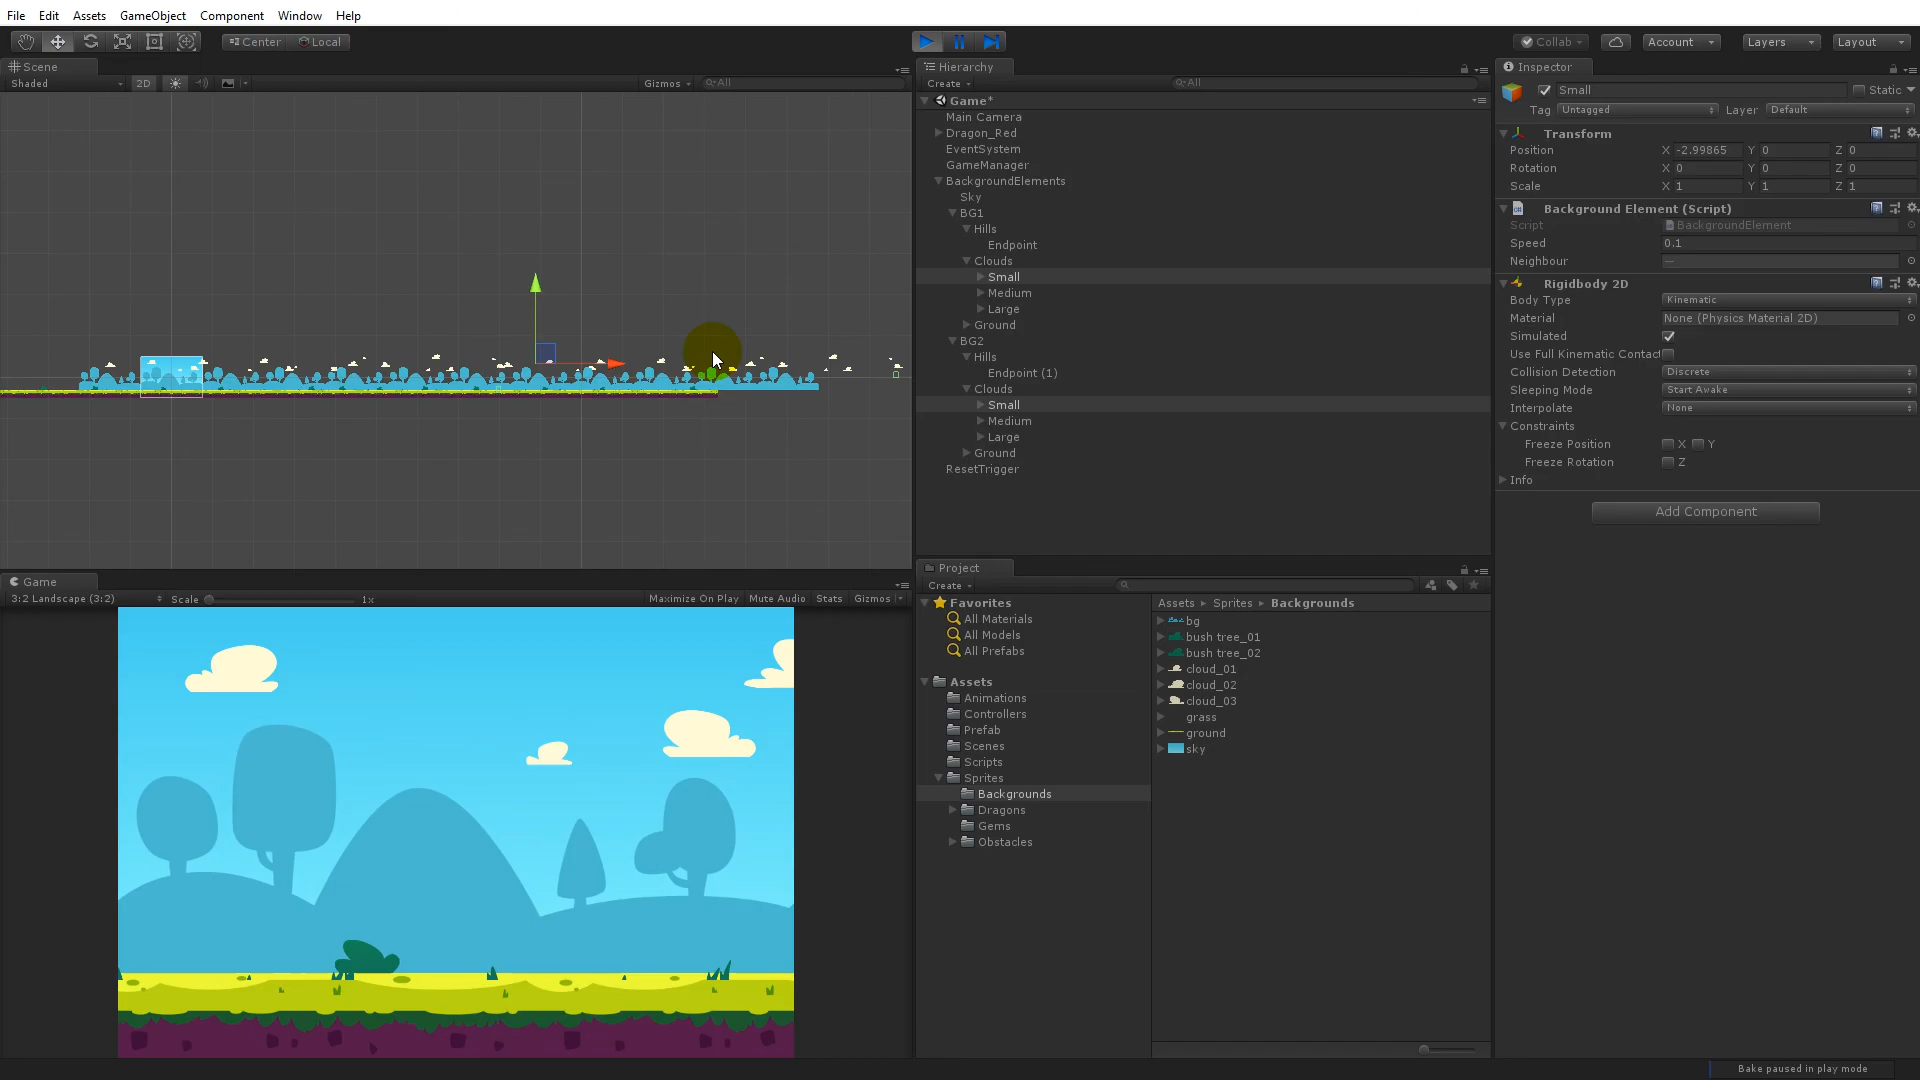 File Edit Assets GameObject Component Window Help
Center Local
Collab Account Layers Layout
Scene
Shaded 2D Gizmos All
Hierarchy
Create All
Game*
Main Camera
Dragon_Red
EventSystem
GameManager
BackgroundElements
Sky
BG1
Hills
Endpoint
Clouds
Small
Medium
Large
Ground
BG2
Hills
Endpoint (1)
Clouds
Small
Medium
Large
Ground
ResetTrigger
Inspector
Small Static
Tag Untagged Layer Default
Transform
Position X -2.99865 Y 0 Z 0
Rotation X 0 Y 0 Z 0
Scale X 1 Y 1 Z 1
Background Element (Script)
Script BackgroundElement
Speed 0.1
Neighbour —
Rigidbody 2D
Body Type Kinematic
Material None (Physics Material 2D)
Simulated
Use Full Kinematic Contact
Collision Detection Discrete
Sleeping Mode Start Awake
Interpolate None
Constraints
Freeze Position X Y
Freeze Rotation Z
Info
Add Component
Game
3:2 Landscape (3:2) Scale 1x Maximize On Play Mute Audio Stats Gizmos
Project
Create
Favorites
All Materials
All Models
All Prefabs
Assets
Animations
Controllers
Prefab
Scenes
Scripts
Sprites
Backgrounds
Dragons
Gems
Obstacles
Assets Sprites Backgrounds
bg
bush tree_01
bush tree_02
cloud_01
cloud_02
cloud_03
grass
ground
sky
Bake paused in play mode